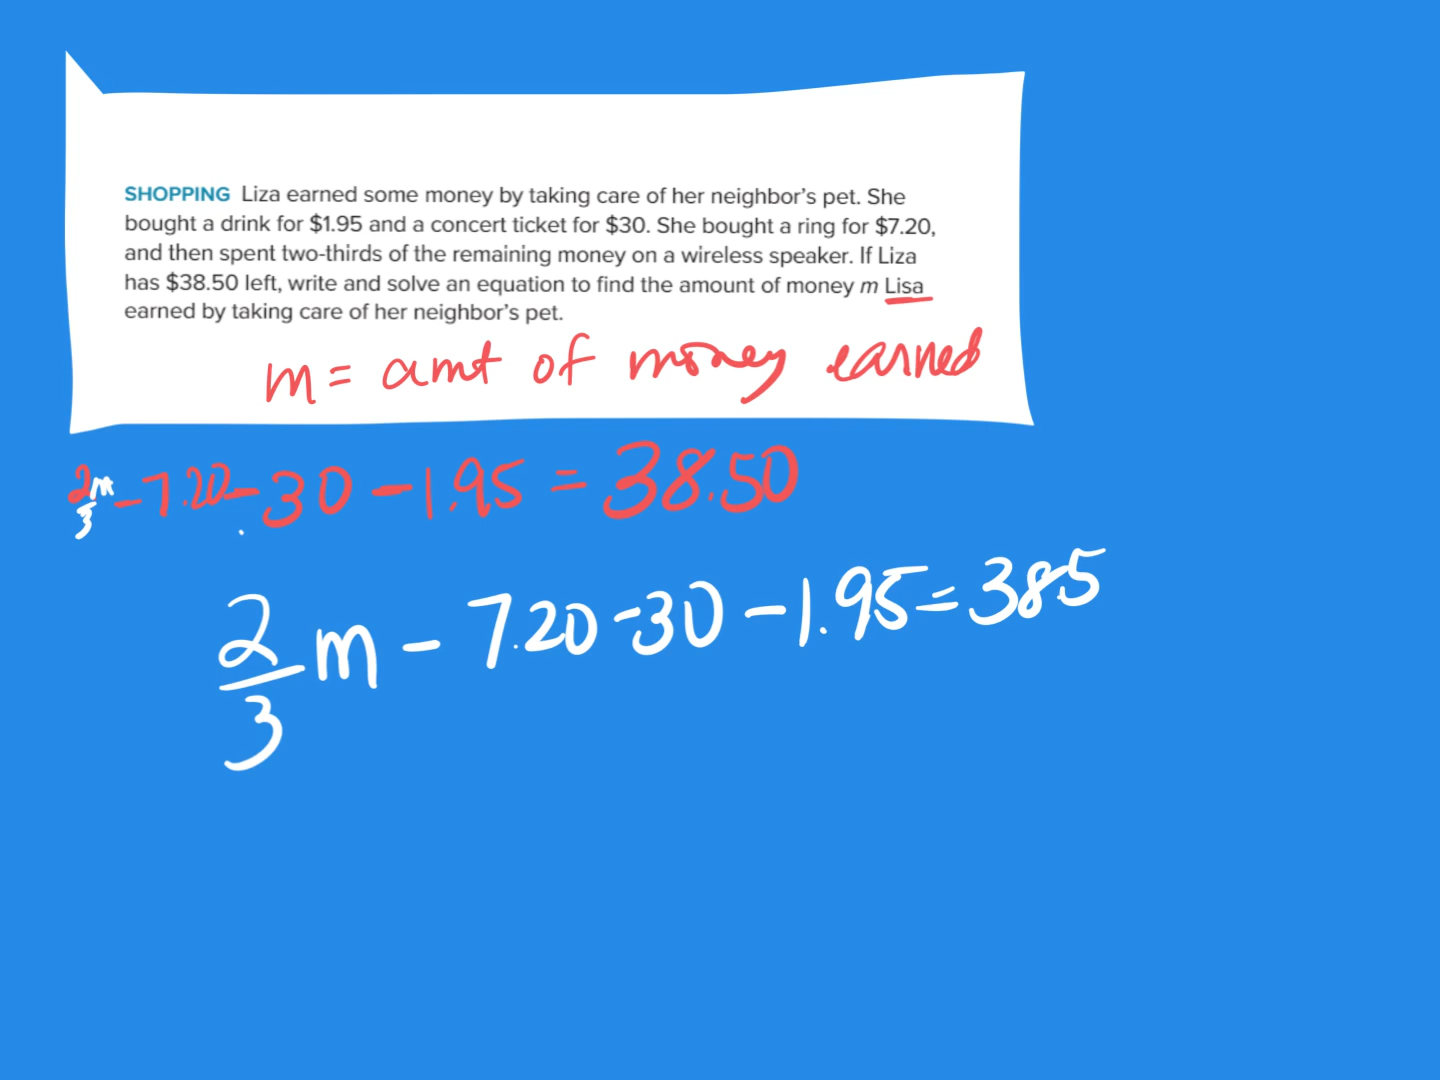 SHOPPING Liza earned some money by taking care of her neighbor's pet. She
bought a drink for $1.95 and a concert ticket for $30. She bought a ring for $7.20,
and then spent two-thirds of the remaining money on a wireless speaker. If Liza
has $38.50 left, write and solve an equation to find the amount of money m Lisa
earned by taking care of her neighbor's pet.
m = amt of money earned
2/3 m - 7.20 - 30 - 1.95 = 38.50
2/3 m - 7.20 - 30 - 1.95 = 38.5